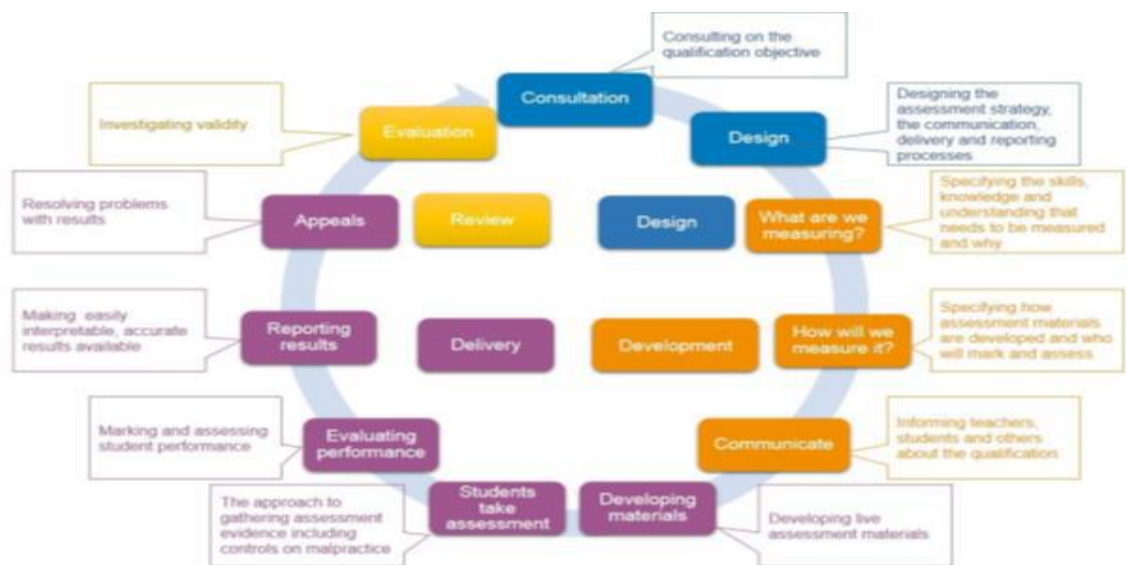 Consulting on the
qualification objective
Consultation
Evaluation
Investigating validity
Design
Designing the
assessment strategy,
the communication,
delivery and reporting
processes
Resolving problems
with results
Appeals
Review
Design
What are we
measuring?
Specifying the skills,
knowledge and
understanding that
needs to be measured
and why
Making easily
interpretable, accurate
results available
Reporting
results
Delivery
Development
How will we
measure it?
Specifying how
assessment materials
are developed and who
will mark and assess
Marking and assessing
student performance
Evaluating
performance
Communicate
Informing teachers,
students and others
about the qualification
The approach to
gathering assessment
evidence including
controls on malpractice
Students
take
assessment
Developing
materials
Developing live
assessment materials